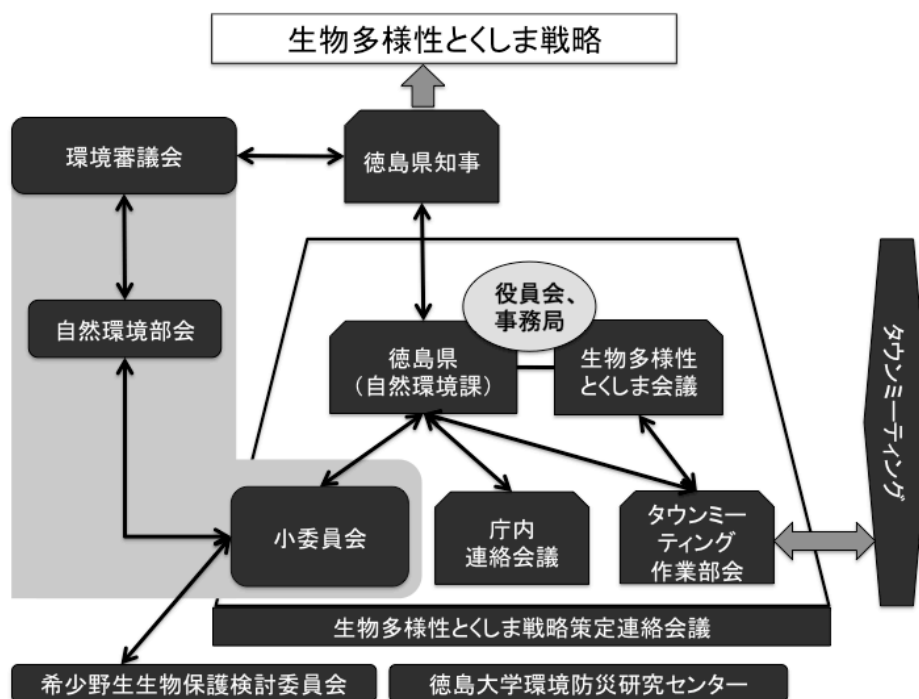 生物多様性とくしま戦略
環境審議会
徳島県知事
役員会、
事務局
自然環境部会
徳島県
（自然環境課）
生物多様性
とくしま会議
タウンミーティング
小委員会
庁内
連絡会議
タウンミー
ティング
作業部会
生物多様性とくしま戦略策定連絡会議
希少野生生物保護検討委員会
徳島大学環境防災研究センター